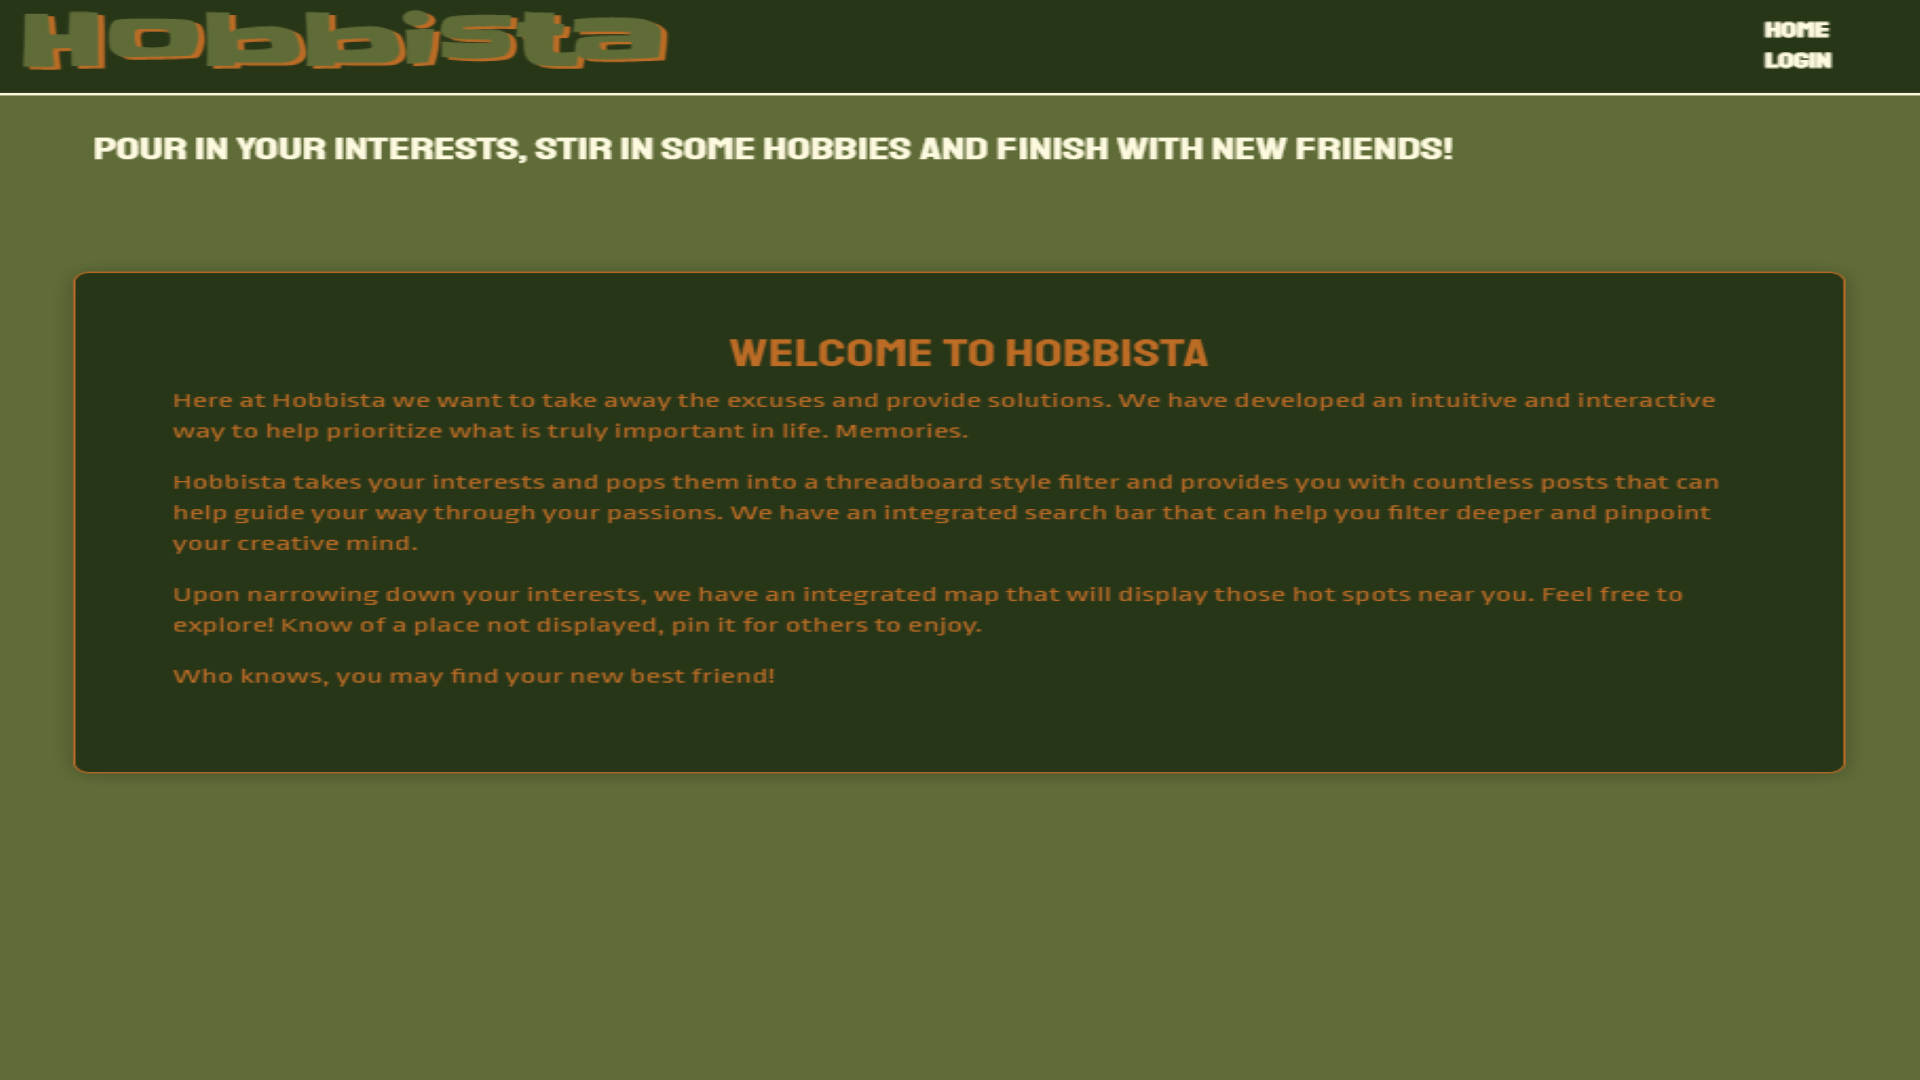 Hobbista
HOME
LOGIN
POUR IN YOUR INTERESTS, STIR IN SOME HOBBIES AND FINISH WITH NEW FRIENDS!
WELCOME TO HOBBISTA
Here at Hobbista we want to take away the excuses and provide solutions. We have developed an intuitive and interactive
way to help prioritize what is truly important in life. Memories.
Hobbista takes your interests and pops them into a threadboard style filter and provides you with countless posts that can
help guide your way through your passions. We have an integrated search bar that can help you filter deeper and pinpoint
your creative mind.
Upon narrowing down your interests, we have an integrated map that will display those hot spots near you. Feel free to
explore! Know of a place not displayed, pin it for others to enjoy.
Who knows, you may find your new best friend!